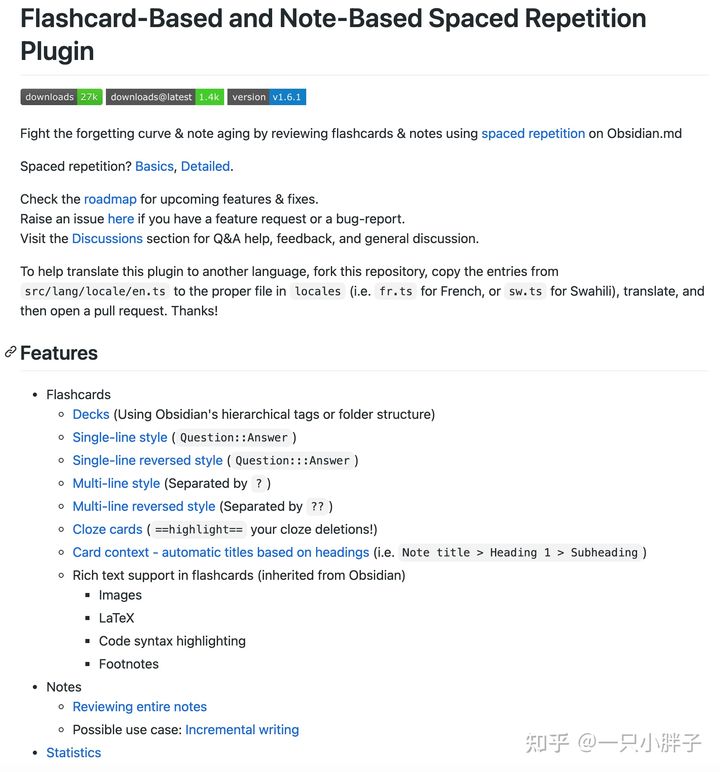 Flashcard-Based and Note-Based Spaced Repetition
Plugin
downloads 27k downloads@latest 1.4k version v1.6.1
Fight the forgetting curve & note aging by reviewing flashcards & notes using spaced repetition on Obsidian.md
Spaced repetition? Basics, Detailed.
Check the roadmap for upcoming features & fixes.
Raise an issue here if you have a feature request or a bug-report.
Visit the Discussions section for Q&A help, feedback, and general discussion.
To help translate this plugin to another language, fork this repository, copy the entries from
src/lang/locale/en.ts to the proper file in locales (i.e. fr.ts for French, or sw.ts for Swahili), translate, and
then open a pull request. Thanks!
Features
• Flashcards
◦ Decks (Using Obsidian's hierarchical tags or folder structure)
◦ Single-line style ( Question::Answer )
◦ Single-line reversed style ( Question:::Answer )
◦ Multi-line style (Separated by ? )
◦ Multi-line reversed style (Separated by ?? )
◦ Cloze cards ( ==highlight== your cloze deletions!)
◦ Card context - automatic titles based on headings (i.e. Note title > Heading 1 > Subheading )
◦ Rich text support in flashcards (inherited from Obsidian)
▪ Images
▪ LaTeX
▪ Code syntax highlighting
▪ Footnotes
• Notes
◦ Reviewing entire notes
◦ Possible use case: Incremental writing
• Statistics
知乎 @一只小胖子